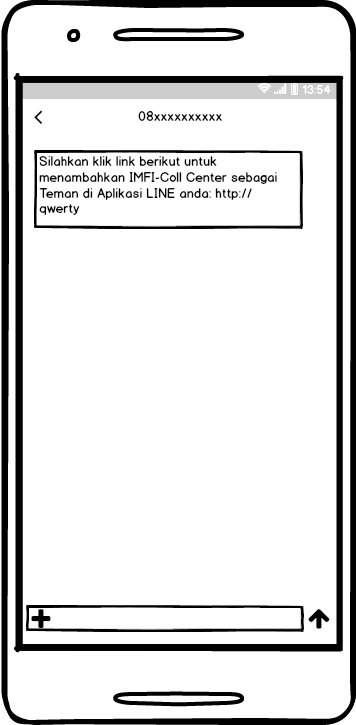 13:54
08xxxxxxxxxx
Silahkan klik link berikut untuk
menambahkan IMFI-Coll Center sebagai
Teman di Aplikasi LINE anda: http://
qwerty